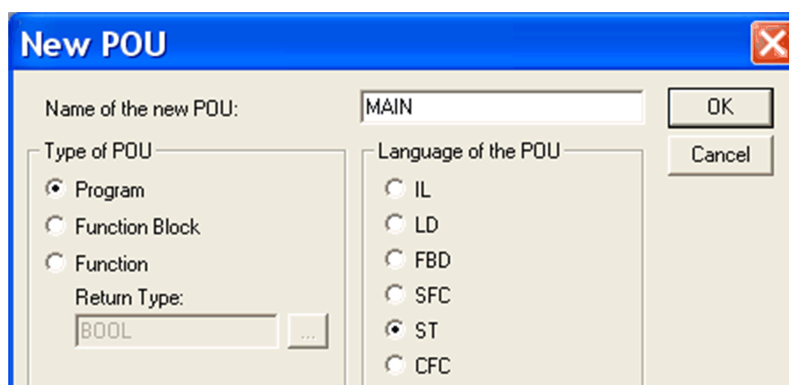 New POU
Name of the new POU:
MAIN
OK
Cancel
Type of POU
Program
Function Block
Function
Return Type:
BOOL
...
Language of the POU
IL
LD
FBD
SFC
ST
CFC